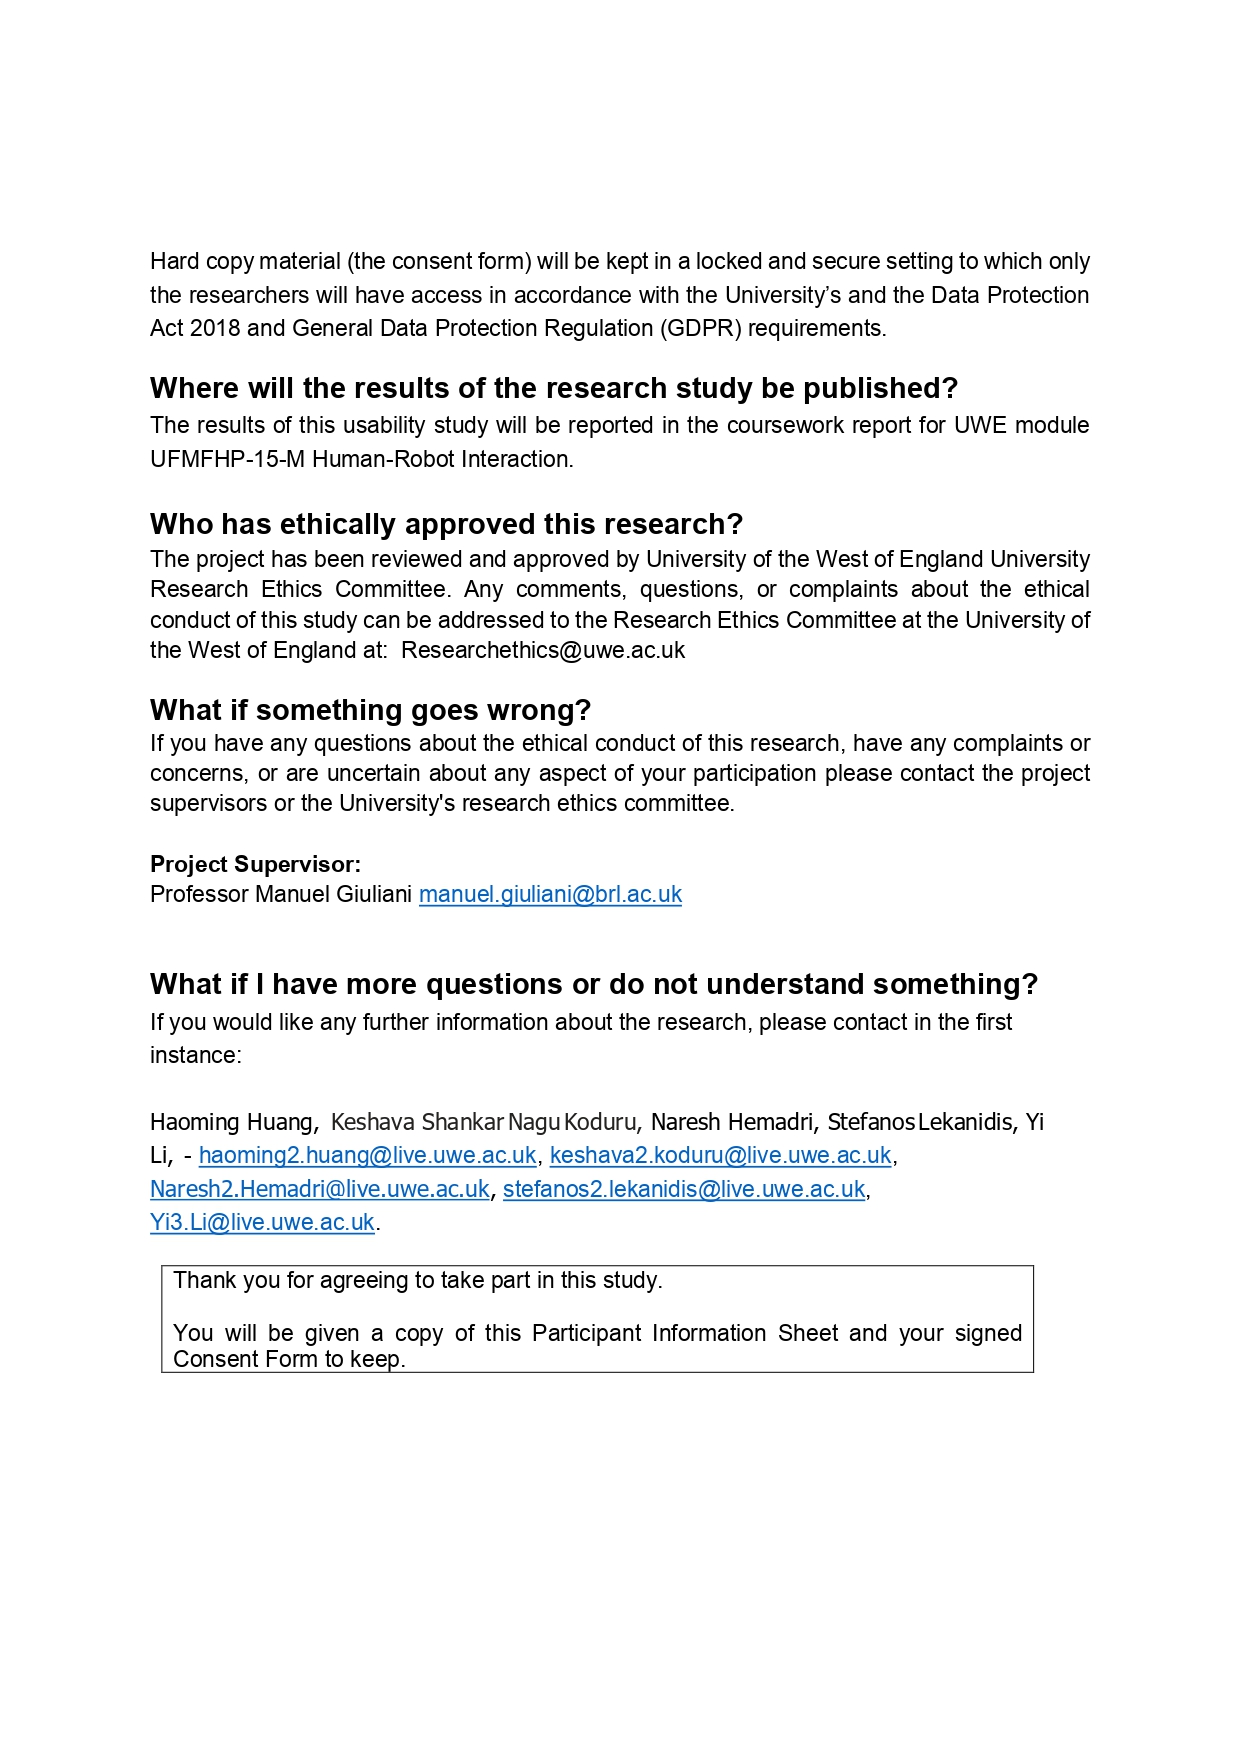 Hard copy material (the consent form) will be kept in a locked and secure setting to which only
the researchers will have access in accordance with the University’s and the Data Protection
Act 2018 and General Data Protection Regulation (GDPR) requirements.
Where will the results of the research study be published?
The results of this usability study will be reported in the coursework report for UWE module
UFMFHP-15-M Human-Robot Interaction.
Who has ethically approved this research?
The project has been reviewed and approved by University of the West of England University
Research Ethics Committee. Any comments, questions, or complaints about the ethical
conduct of this study can be addressed to the Research Ethics Committee at the University of
the West of England at: Researchethics@uwe.ac.uk
What if something goes wrong?
If you have any questions about the ethical conduct of this research, have any complaints or
concerns, or are uncertain about any aspect of your participation please contact the project
supervisors or the University's research ethics committee.
Project Supervisor:
Professor Manuel Giuliani manuel.giuliani@brl.ac.uk
What if I have more questions or do not understand something?
If you would like any further information about the research, please contact in the first
instance:
Haoming Huang, Keshava Shankar Nagu Koduru, Naresh Hemadri, Stefanos Lekanidis, Yi
Li, - haoming2.huang@live.uwe.ac.uk, keshava2.koduru@live.uwe.ac.uk,
Naresh2.Hemadri@live.uwe.ac.uk, stefanos2.lekanidis@live.uwe.ac.uk,
Yi3.Li@live.uwe.ac.uk.
Thank you for agreeing to take part in this study.
You will be given a copy of this Participant Information Sheet and your signed
Consent Form to keep.